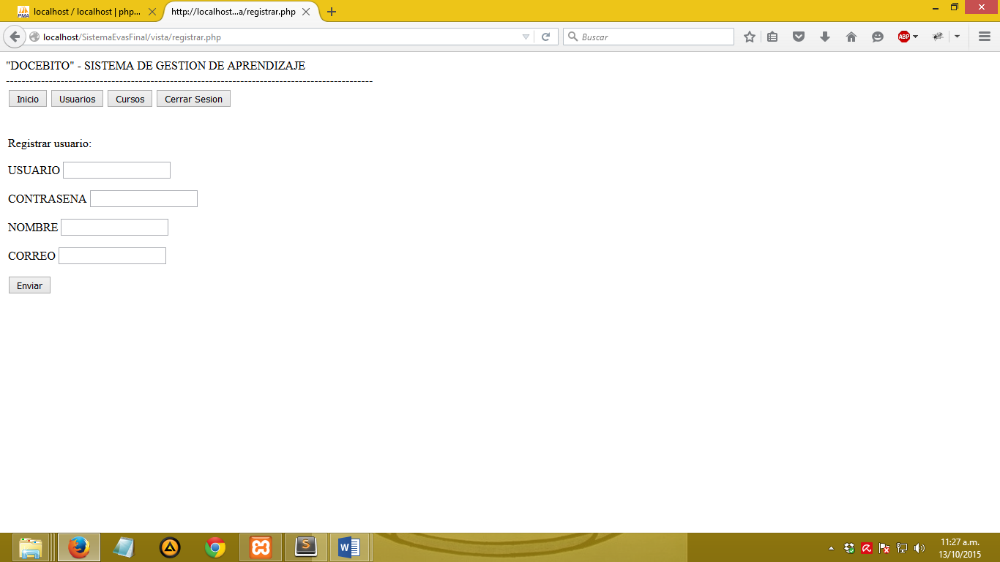 localhost / localhost | php...
http://localhost...a/registrar.php
localhost/SistemaEvasFinal/vista/registrar.php
Buscar
ABP
"DOCEBITO" - SISTEMA DE GESTION DE APRENDIZAJE
-----------------------------------------------------------------------------------------------
Inicio Usuarios Cursos Cerrar Sesion
Registrar usuario:
USUARIO
CONTRASENA
NOMBRE
CORREO
Enviar
11:27 a.m.
13/10/2015